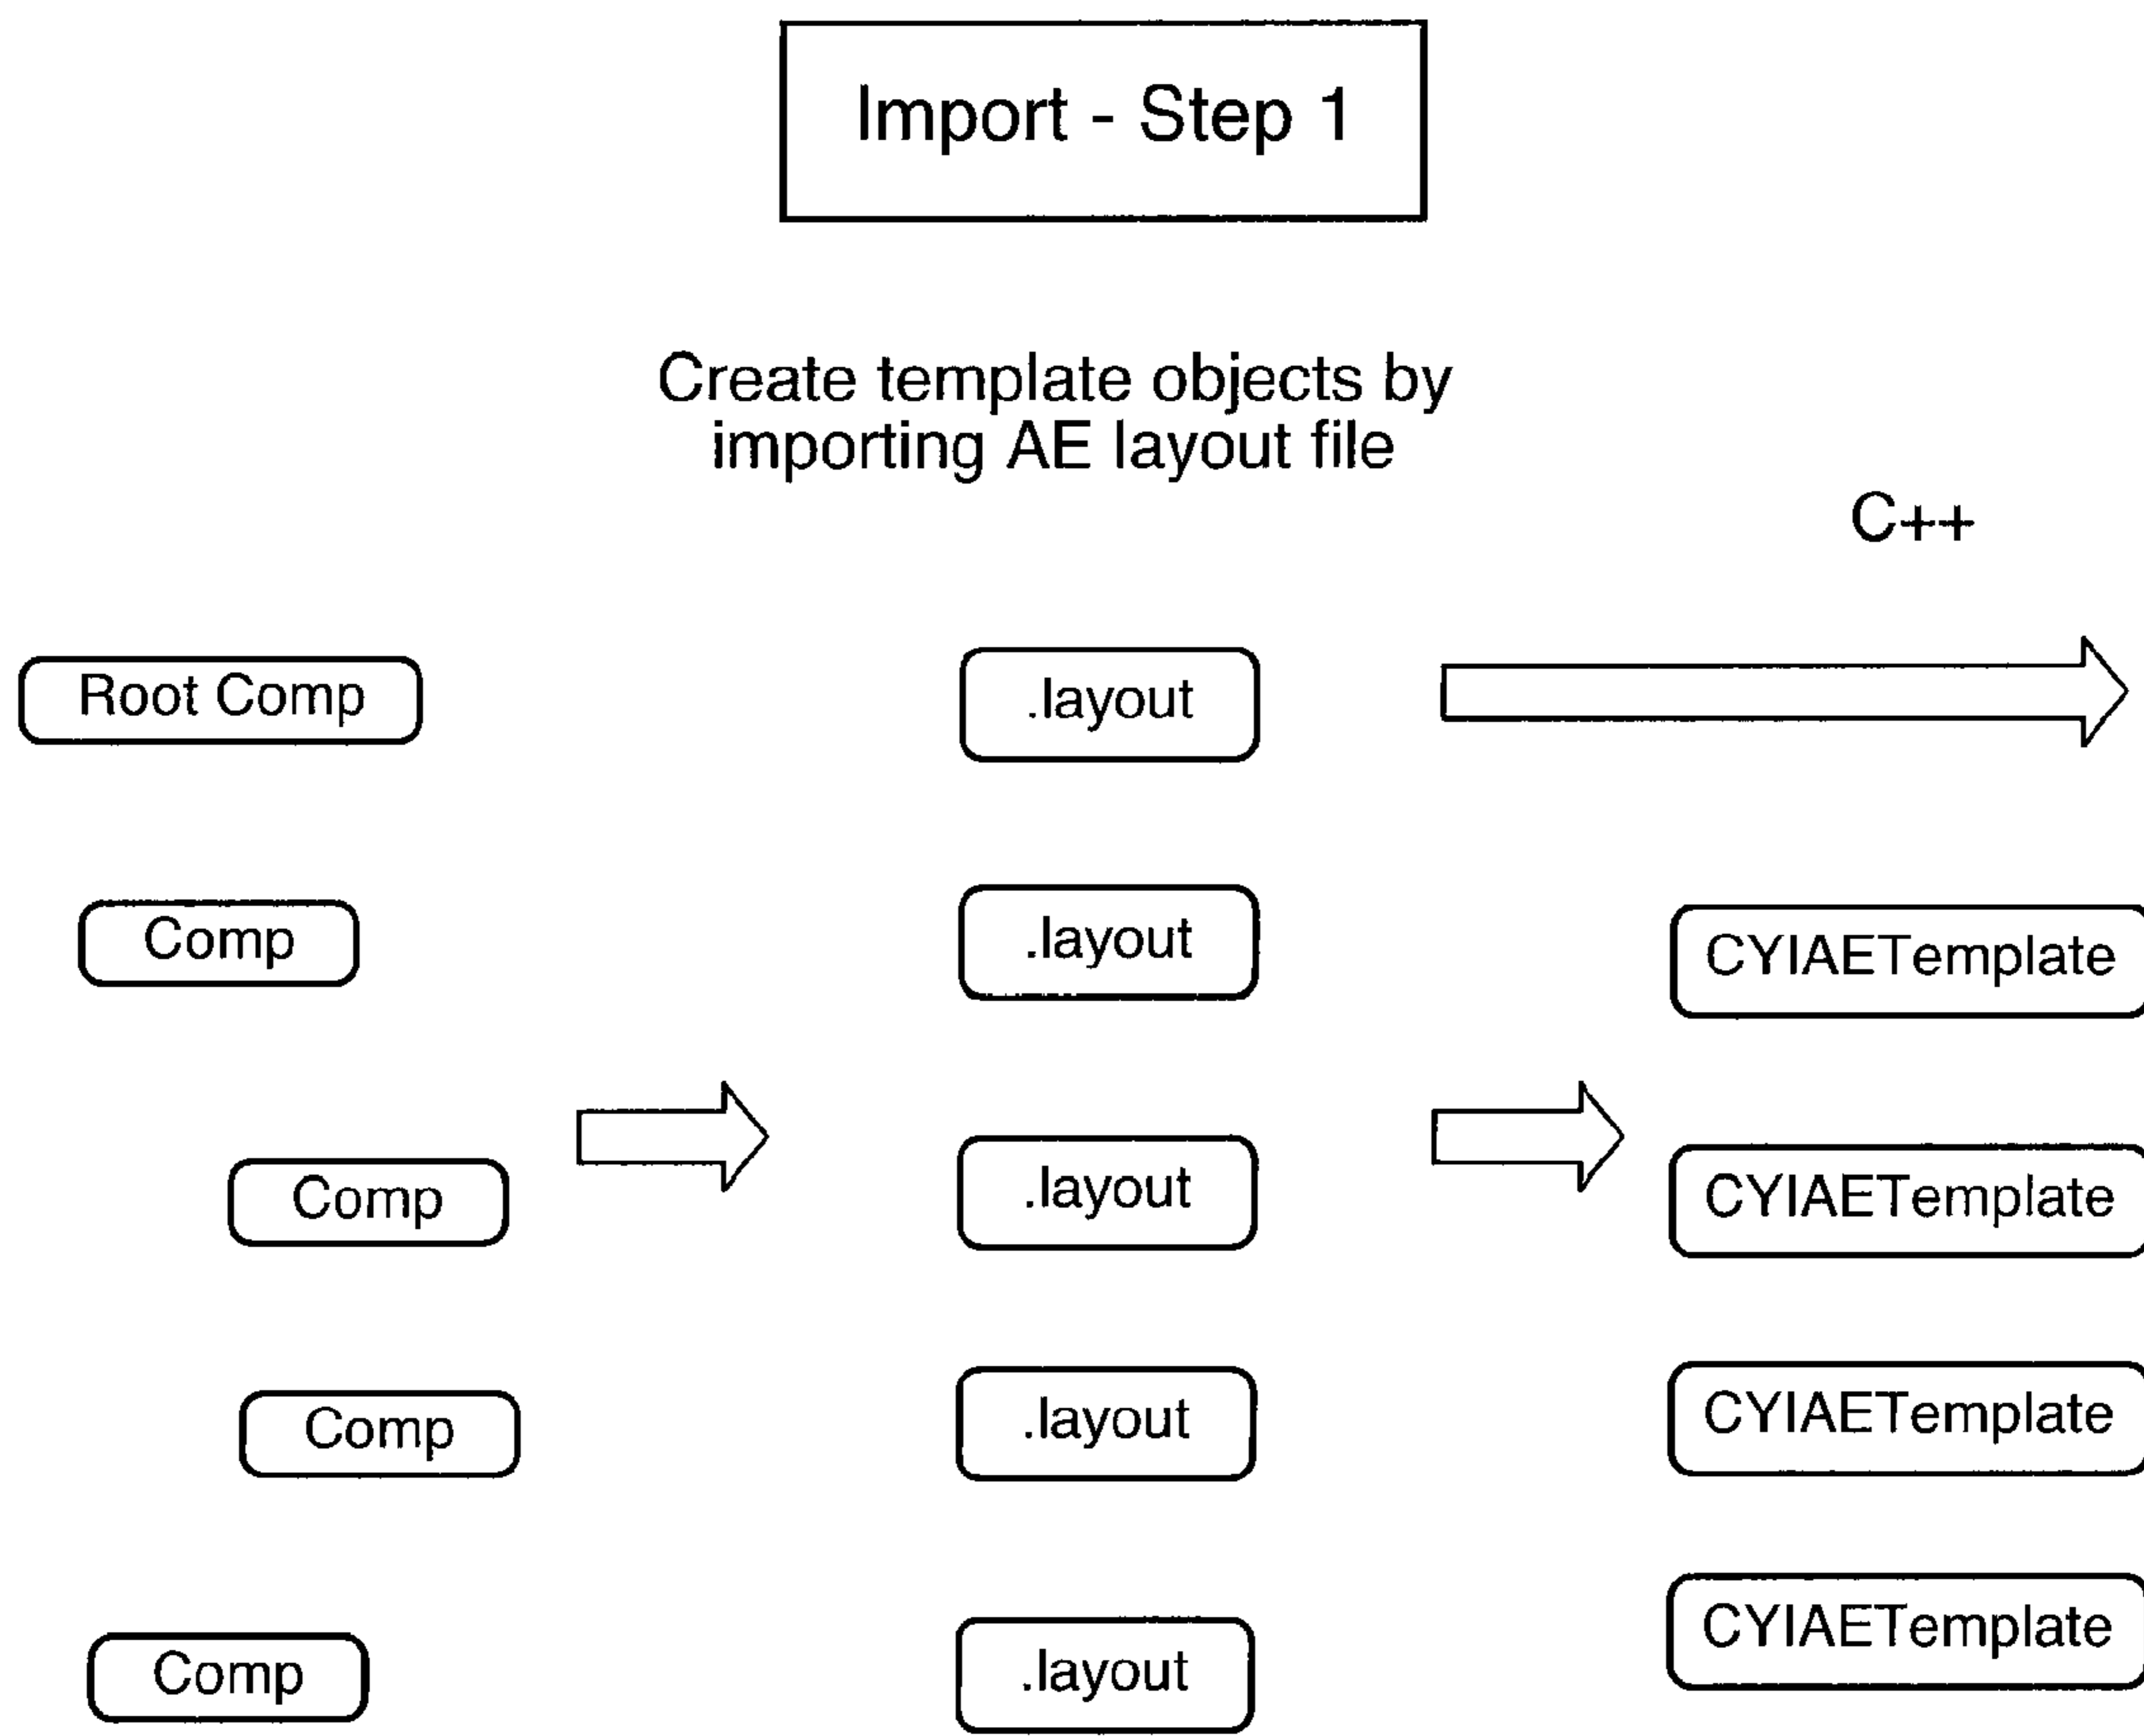 Import - Step 1
Create template objects by
importing AE layout file
C++
Root Comp
.layout
Comp
.layout
CYIAETemplate
Comp
.layout
CYIAETemplate
Comp
.layout
CYIAETemplate
Comp
.layout
CYIAETemplate